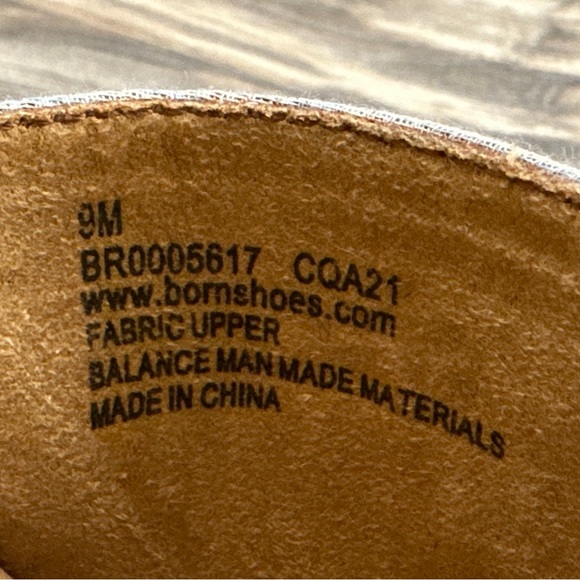 9M
BR0005617 CQA21
www.bornshoes.com
FABRIC UPPER
BALANCE MAN MADE MATERIALS
MADE IN CHINA